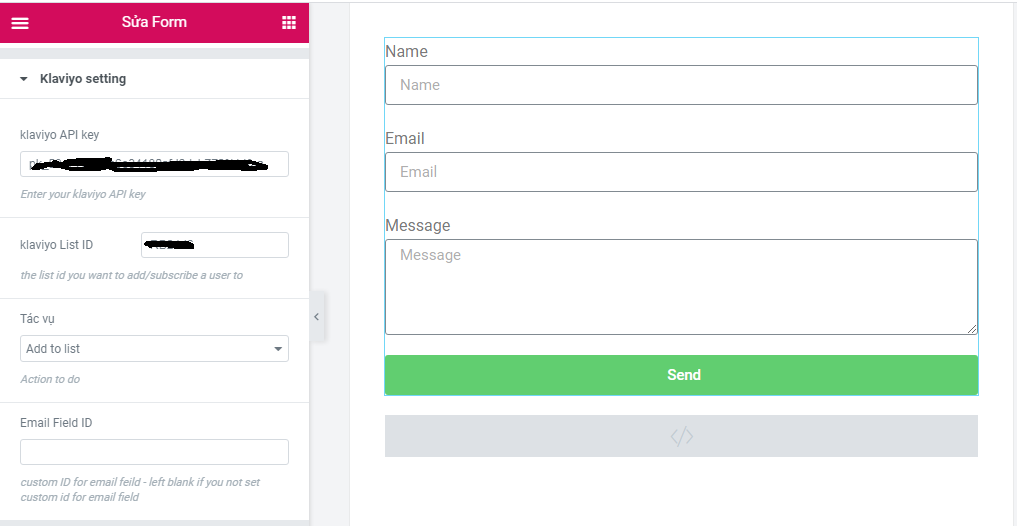 Sửa Form
Klaviyo setting
klaviyo API key
Enter your klaviyo API key
klaviyo List ID
the list id you want to add/subscribe a user to
Tác vụ
Add to list
Action to do
Email Field ID
custom ID for email feild - left blank if you not set
custom id for email field
Name
Name
Email
Email
Message
Message
Send